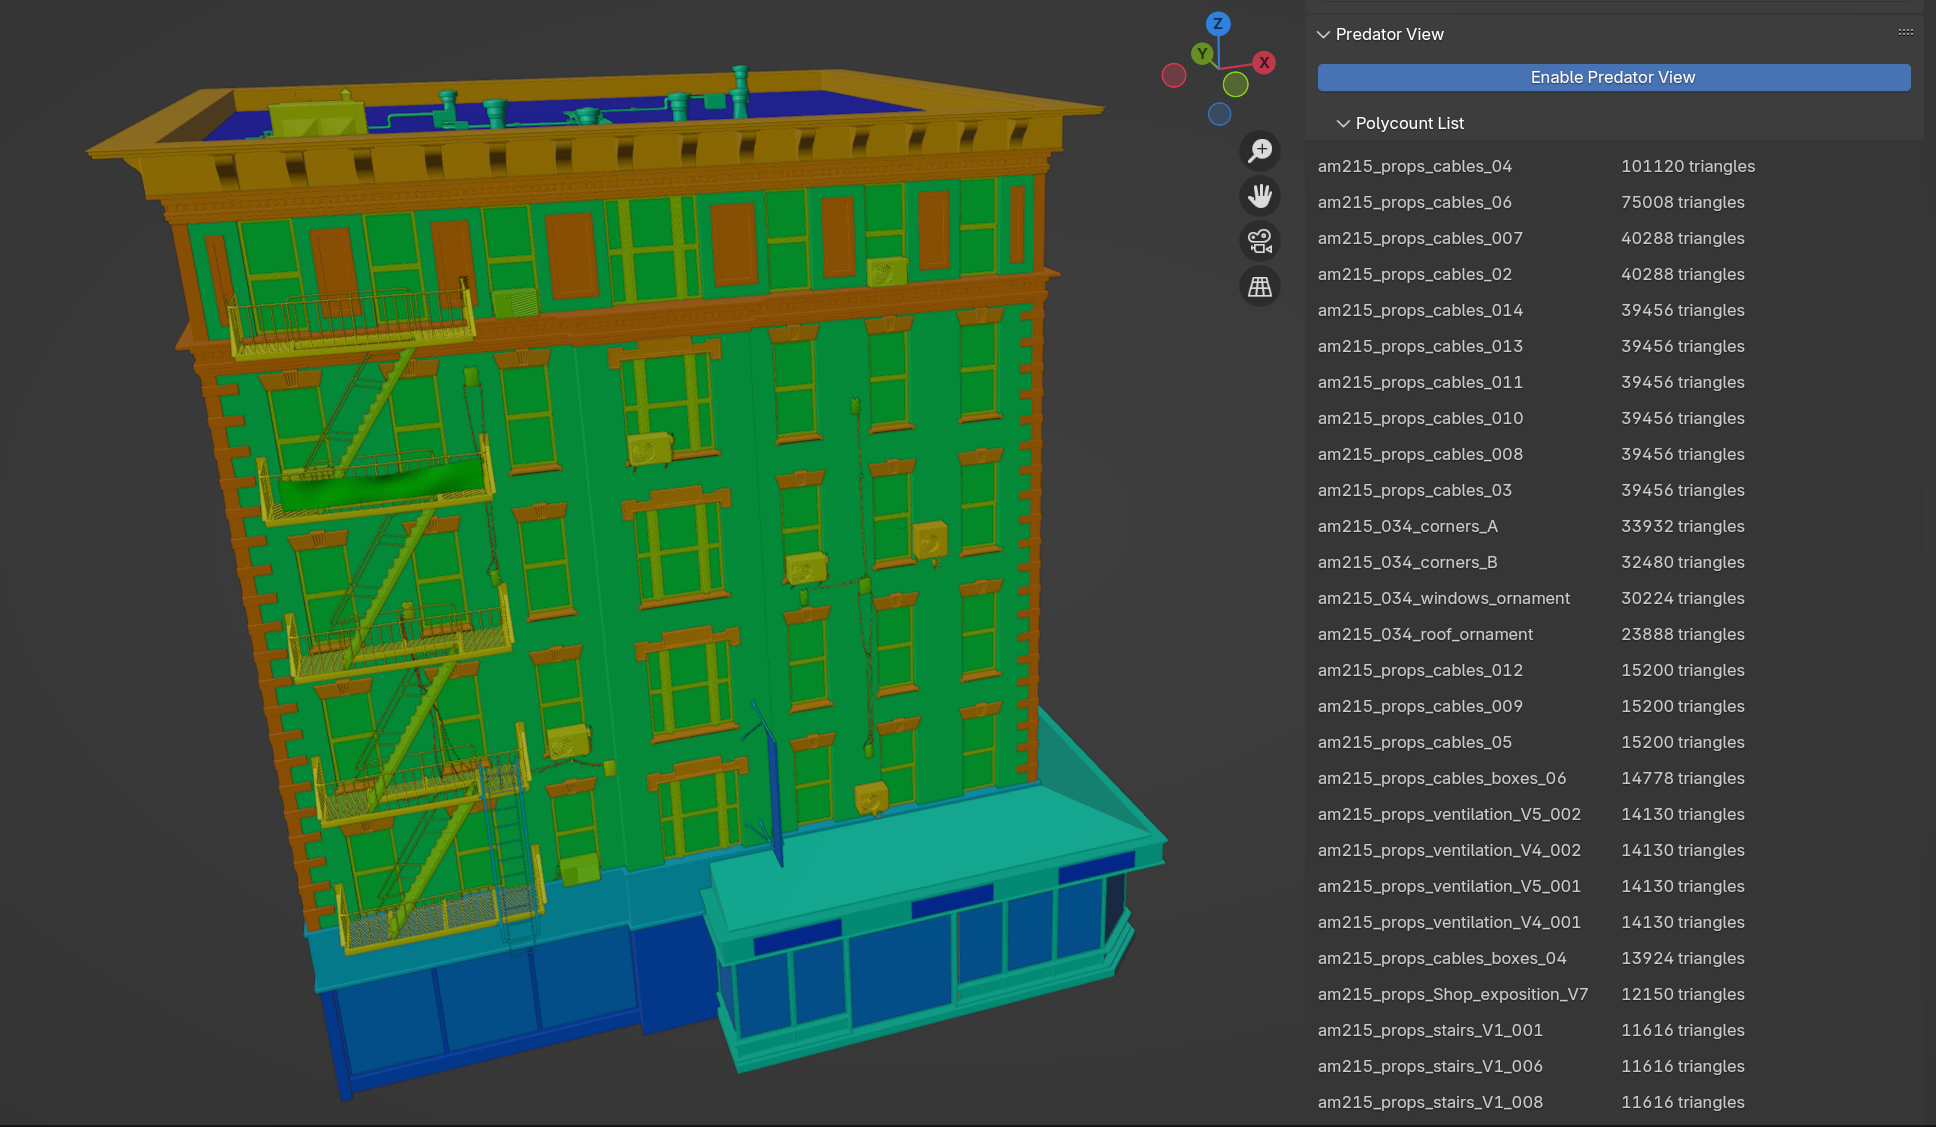 Z
Y
X
Predator View
Enable Predator View
Polycount List
am215_props_cables_04 101120 triangles
am215_props_cables_06 75008 triangles
am215_props_cables_007 40288 triangles
am215_props_cables_02 40288 triangles
am215_props_cables_014 39456 triangles
am215_props_cables_013 39456 triangles
am215_props_cables_011 39456 triangles
am215_props_cables_010 39456 triangles
am215_props_cables_008 39456 triangles
am215_props_cables_03 39456 triangles
am215_034_corners_A 33932 triangles
am215_034_corners_B 32480 triangles
am215_034_windows_ornament 30224 triangles
am215_034_roof_ornament 23888 triangles
am215_props_cables_012 15200 triangles
am215_props_cables_009 15200 triangles
am215_props_cables_05 15200 triangles
am215_props_cables_boxes_06 14778 triangles
am215_props_ventilation_V5_002 14130 triangles
am215_props_ventilation_V4_002 14130 triangles
am215_props_ventilation_V5_001 14130 triangles
am215_props_ventilation_V4_001 14130 triangles
am215_props_cables_boxes_04 13924 triangles
am215_props_Shop_exposition_V7 12150 triangles
am215_props_stairs_V1_001 11616 triangles
am215_props_stairs_V1_006 11616 triangles
am215_props_stairs_V1_008 11616 triangles